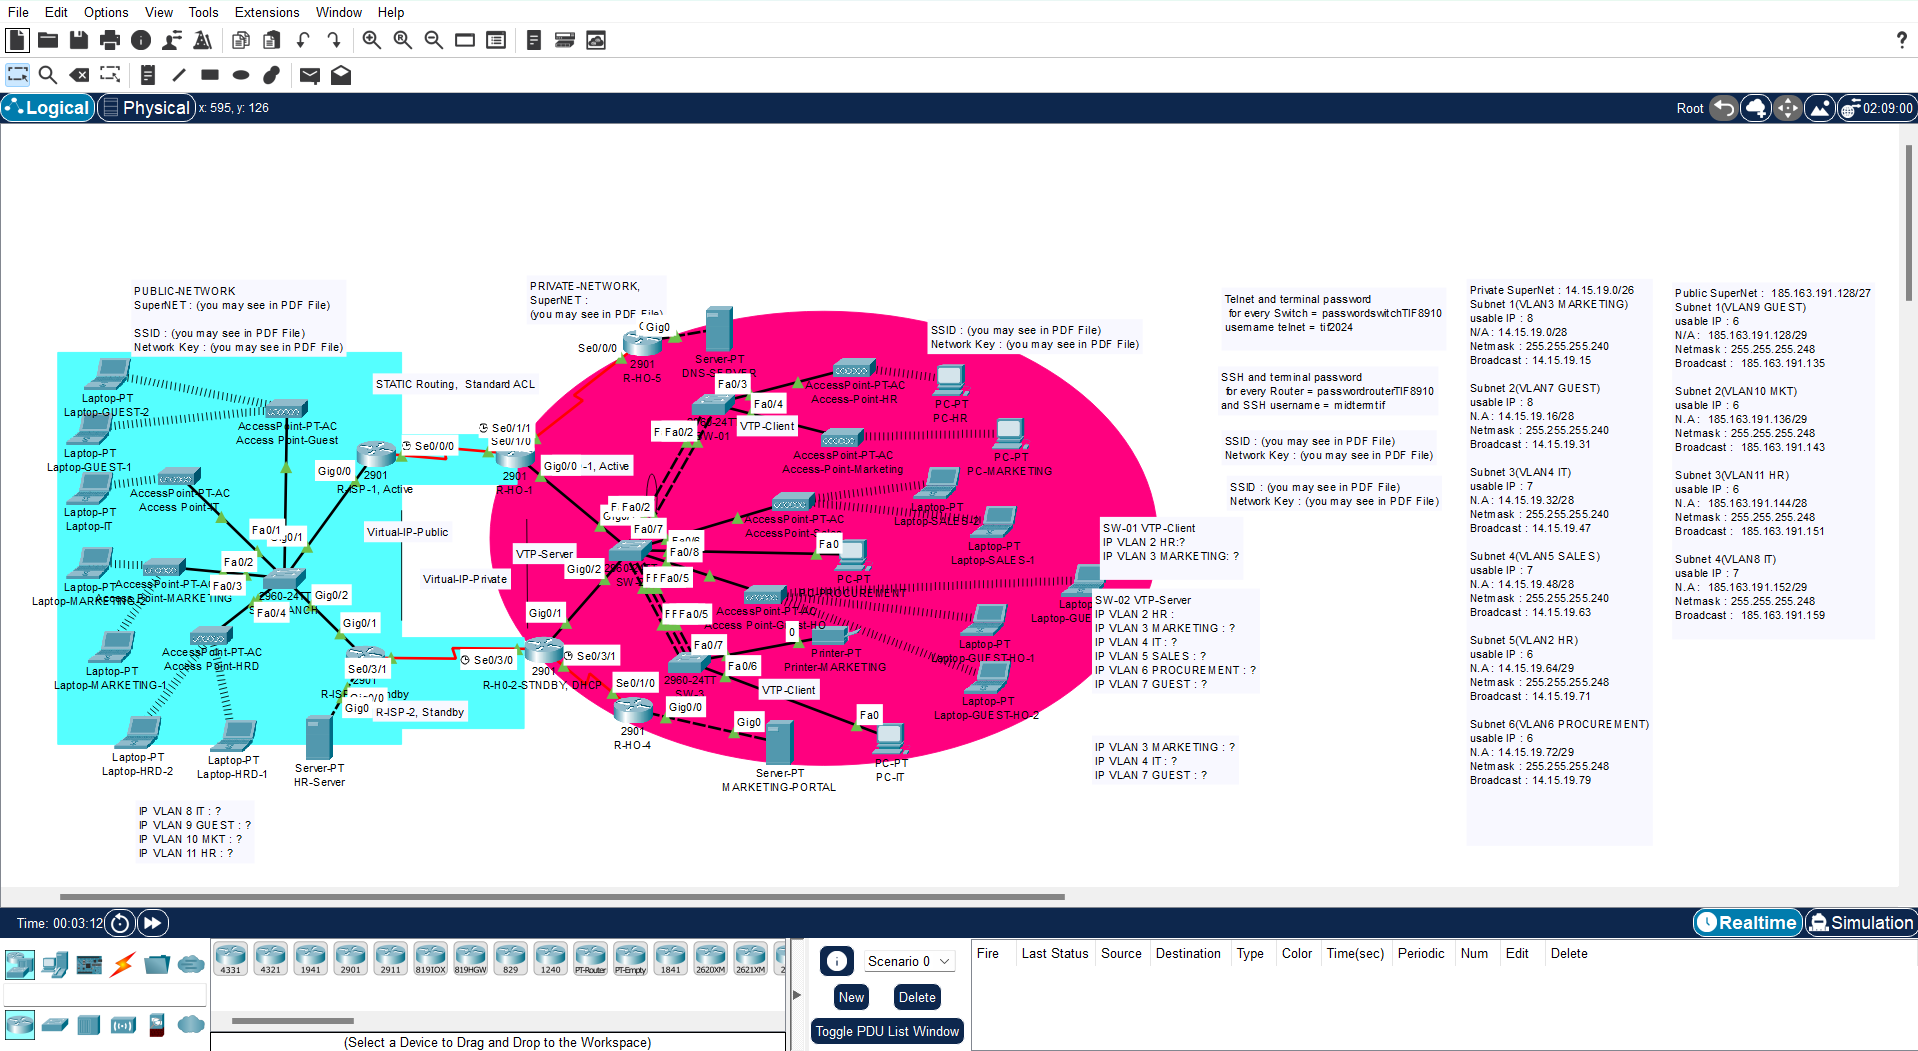 File Edit Options View Tools Extensions Window Help
?
Logical Physical x: 595, y: 126
Root 02:09:00
PUBLIC-NETWORK
SuperNET : (you may see in PDF File)
SSID : (you may see in PDF File)
Network Key : (you may see in PDF File)
PRIVATE-NETWORK,
SuperNET :
(you may see in PDF File)
SSID : (you may see in PDF File)
Network Key : (you may see in PDF File)
STATIC Routing, Standard ACL
Laptop-PT
Laptop-GUEST-2
Laptop-PT
Laptop-GUEST-1
AccessPoint-PT-AC
Access Point-Guest
Laptop-PT
Laptop-IT
AccessPoint-PT-AC
Access Point-IT
Gig0/0
2901
R-ISP-1, Active
Se0/0/0
Se0/1/1
Se0/1/0
2901
R-HO-1
Gig0/0
-1, Active
Virtual-IP-Public
Virtual-IP-Private
Fa0/1
Fa0/2
Fa0/3
Fa0/4
2960-24TT
Gig0/2
Gig0/1
Laptop-PT
Laptop-MARKETING-2
AccessPoint-PT-AC
Access Point-MARKETING
Laptop-PT
Laptop-MARKETING-1
AccessPoint-PT-AC
Access Point-HRD
Laptop-PT
Laptop-HRD-2
Laptop-PT
Laptop-HRD-1
Server-PT
HR-Server
Se0/3/1
2901
Gig0
R-ISP-2, Standby
Se0/3/0
2901
R-H0-2-STNDBY, DHCP
Gig0/1
Se0/3/1
Se0/1/0
Gig0/0
2901
R-HO-4
Gig0
Server-PT
MARKETING-PORTAL
Se0/0/0
Gig0
2901
R-HO-5
Server-PT
DNS-SERVER
Fa0/3
Fa0/4
VTP-Client
Fa0/2
AccessPoint-PT-AC
Access-Point-HR
PC-PT
PC-HR
AccessPoint-PT-AC
Access-Point-Marketing
PC-PT
PC-MARKETING
AccessPoint-PT-AC
Laptop-PT
Laptop-SALES-2
Laptop-PT
Laptop-SALES-1
Fa0/2
Fa0/7
Fa0/8
VTP-Server
Gig0/2
Fa0/5
Fa0/5
Fa0
PC-PT
AccessPoint-PT-AC
Laptop-PT
Laptop-GUEST-HO-1
Laptop-PT
Laptop-GUEST-HO-2
0
Printer-PT
Printer-MARKETING
Fa0/7
Fa0/6
2960-24TT
SW-3
VTP-Client
Fa0
PC-PT
PC-IT
IP VLAN 8 IT : ?
IP VLAN 9 GUEST : ?
IP VLAN 10 MKT : ?
IP VLAN 11 HR : ?
SW-01 VTP-Client
IP VLAN 2 HR:?
IP VLAN 3 MARKETING: ?
SW-02 VTP-Server
IP VLAN 2 HR :
IP VLAN 3 MARKETING : ?
IP VLAN 4 IT : ?
IP VLAN 5 SALES : ?
IP VLAN 6 PROCUREMENT : ?
IP VLAN 7 GUEST : ?
IP VLAN 3 MARKETING : ?
IP VLAN 4 IT : ?
IP VLAN 7 GUEST : ?
Telnet and terminal password
for every Switch = passwordswitchTIF8910
username telnet = tif2024
SSH and terminal password
for every Router = passwordrouterTIF8910
and SSH username = midtermtif
SSID : (you may see in PDF File)
Network Key : (you may see in PDF File)
SSID : (you may see in PDF File)
Network Key : (you may see in PDF File)
Private SuperNet : 14.15.19.0/26
Subnet 1(VLAN3 MARKETING)
usable IP : 8
N/A : 14.15.19.0/28
Netmask : 255.255.255.240
Broadcast : 14.15.19.15
Subnet 2(VLAN7 GUEST)
usable IP : 8
N.A : 14.15.19.16/28
Netmask : 255.255.255.240
Broadcast : 14.15.19.31
Subnet 3(VLAN4 IT)
usable IP : 7
N.A : 14.15.19.32/28
Netmask : 255.255.255.240
Broadcast : 14.15.19.47
Subnet 4(VLAN5 SALES)
usable IP : 7
N.A : 14.15.19.48/28
Netmask : 255.255.255.240
Broadcast : 14.15.19.63
Subnet 5(VLAN2 HR)
usable IP : 6
N.A : 14.15.19.64/29
Netmask : 255.255.255.248
Broadcast : 14.15.19.71
Subnet 6(VLAN6 PROCUREMENT)
usable IP : 6
N.A : 14.15.19.72/29
Netmask : 255.255.255.248
Broadcast : 14.15.19.79
Public SuperNet : 185.163.191.128/27
Subnet 1(VLAN9 GUEST)
usable IP : 6
N/A : 185.163.191.128/29
Netmask : 255.255.255.248
Broadcast : 185.163.191.135
Subnet 2(VLAN10 MKT)
usable IP : 6
N.A : 185.163.191.136/29
Netmask : 255.255.255.248
Broadcast : 185.163.191.143
Subnet 3(VLAN11 HR)
usable IP : 6
N.A : 185.163.191.144/28
Netmask : 255.255.255.248
Broadcast : 185.163.191.151
Subnet 4(VLAN8 IT)
usable IP : 7
N.A : 185.163.191.152/29
Netmask : 255.255.255.248
Broadcast : 185.163.191.159
Time: 00:03:12
Realtime Simulation
4331 4321 1941 2901 2911 819IOX 819HGW 829 1240 PT-Router PT-Empty 1841 2620XM 2621XM
(Select a Device to Drag and Drop to the Workspace)
Scenario 0
New Delete
Toggle PDU List Window
Fire Last Status Source Destination Type Color Time(sec) Periodic Num Edit Delete